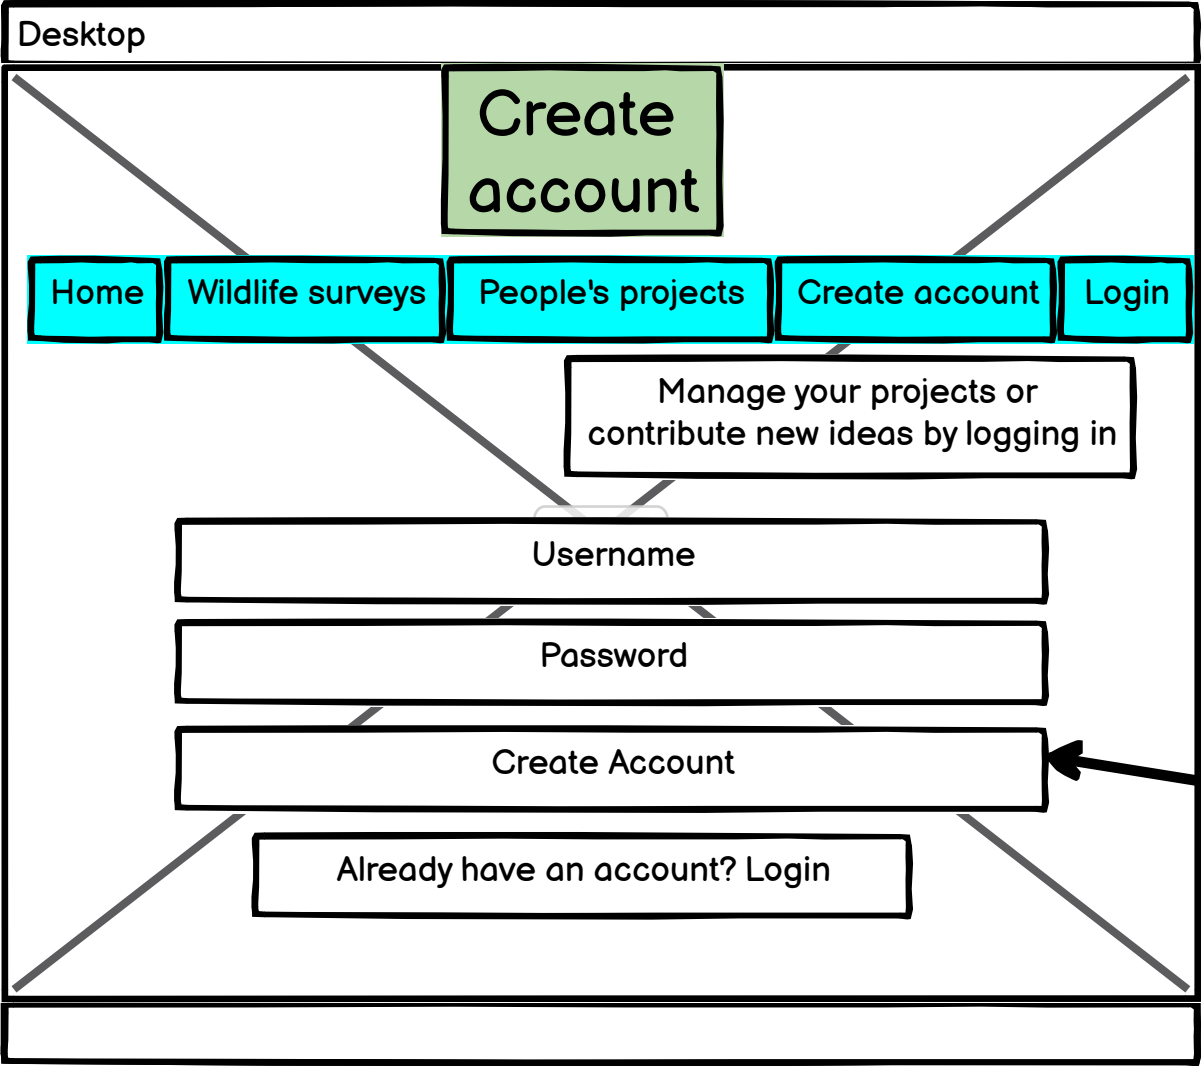 Desktop
Create
account
Home Wildlife surveys People's projects Create account Login
Manage your projects or
contribute new ideas by logging in
Username
Password
Create Account
Already have an account? Login